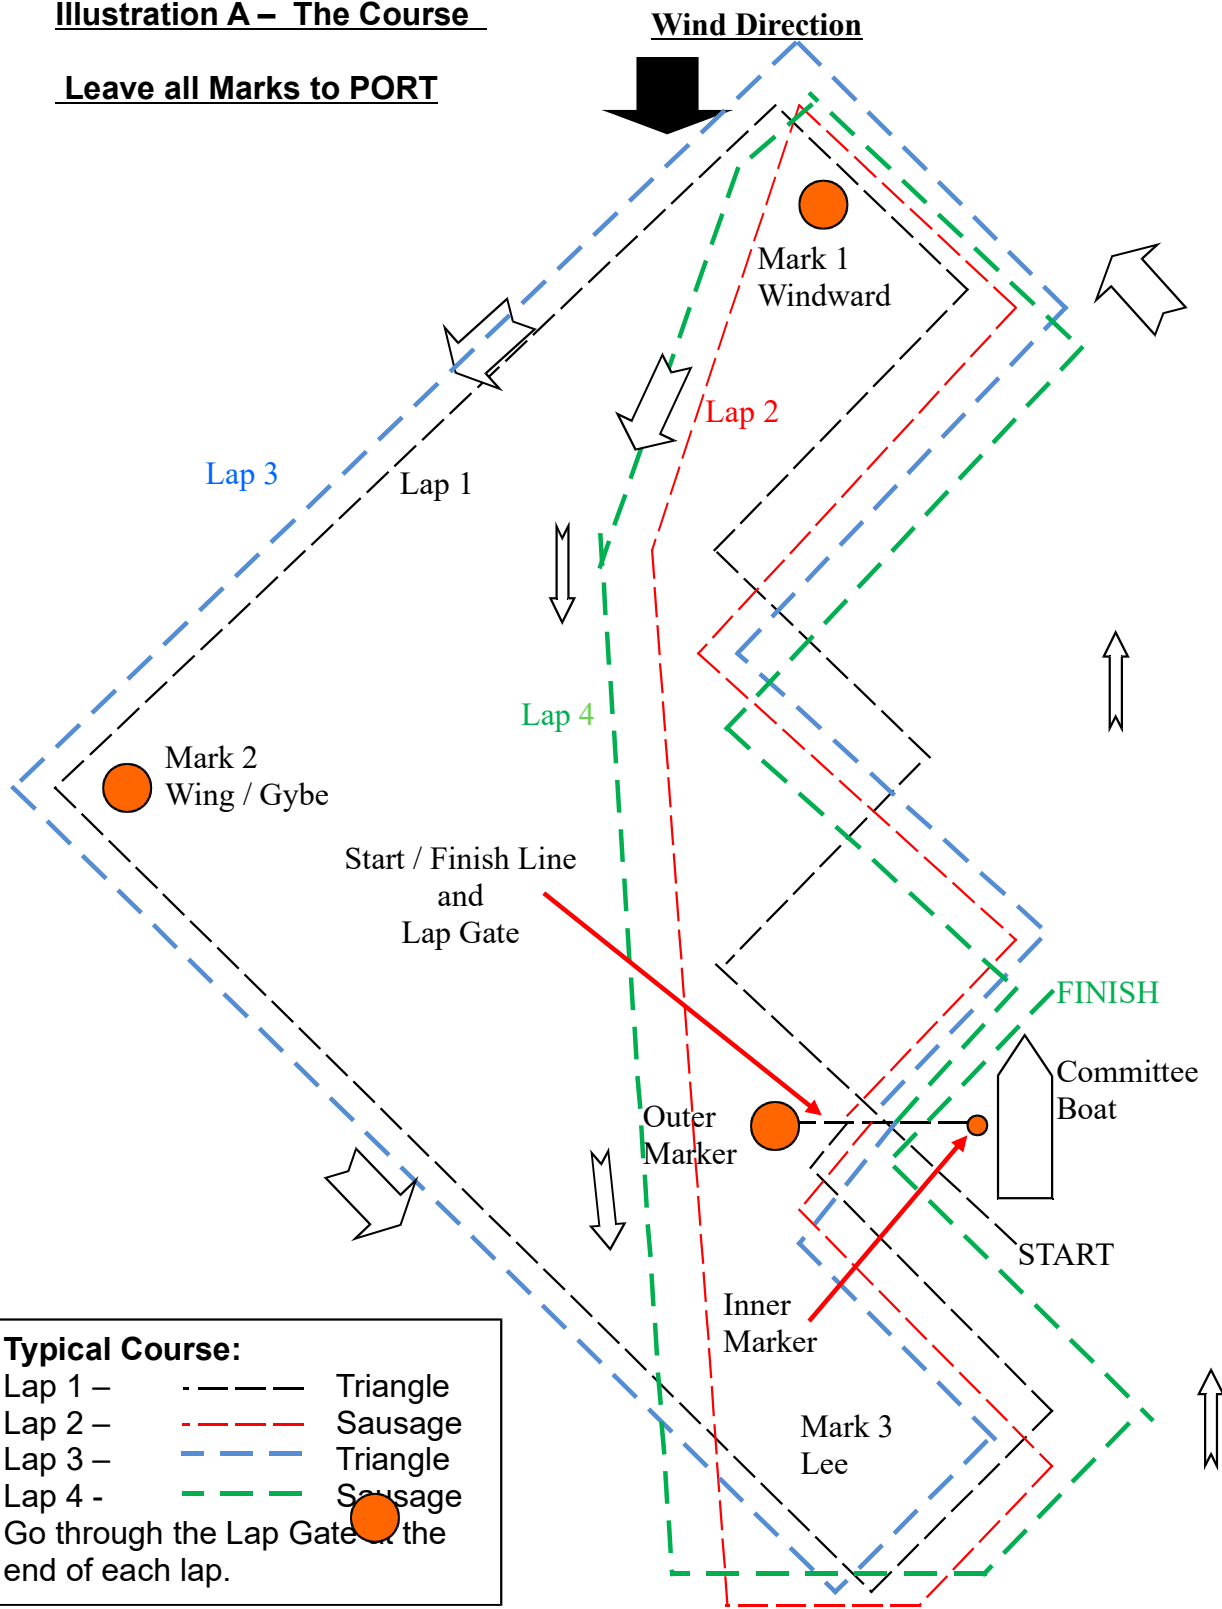 Illustration A – The Course
Wind Direction
Leave all Marks to PORT
Mark 1
Windward
Lap 2
Lap 3
Lap 1
Lap 4
Mark 2
Wing / Gybe
Start / Finish Line
and
Lap Gate
FINISH
Committee
Boat
Outer
Marker
START
Inner
Marker
Mark 3
Lee
Typical Course:
Lap 1 – Triangle
Lap 2 – Sausage
Lap 3 – Triangle
Lap 4 - Sausage
Go through the Lap Gate at the
end of each lap.